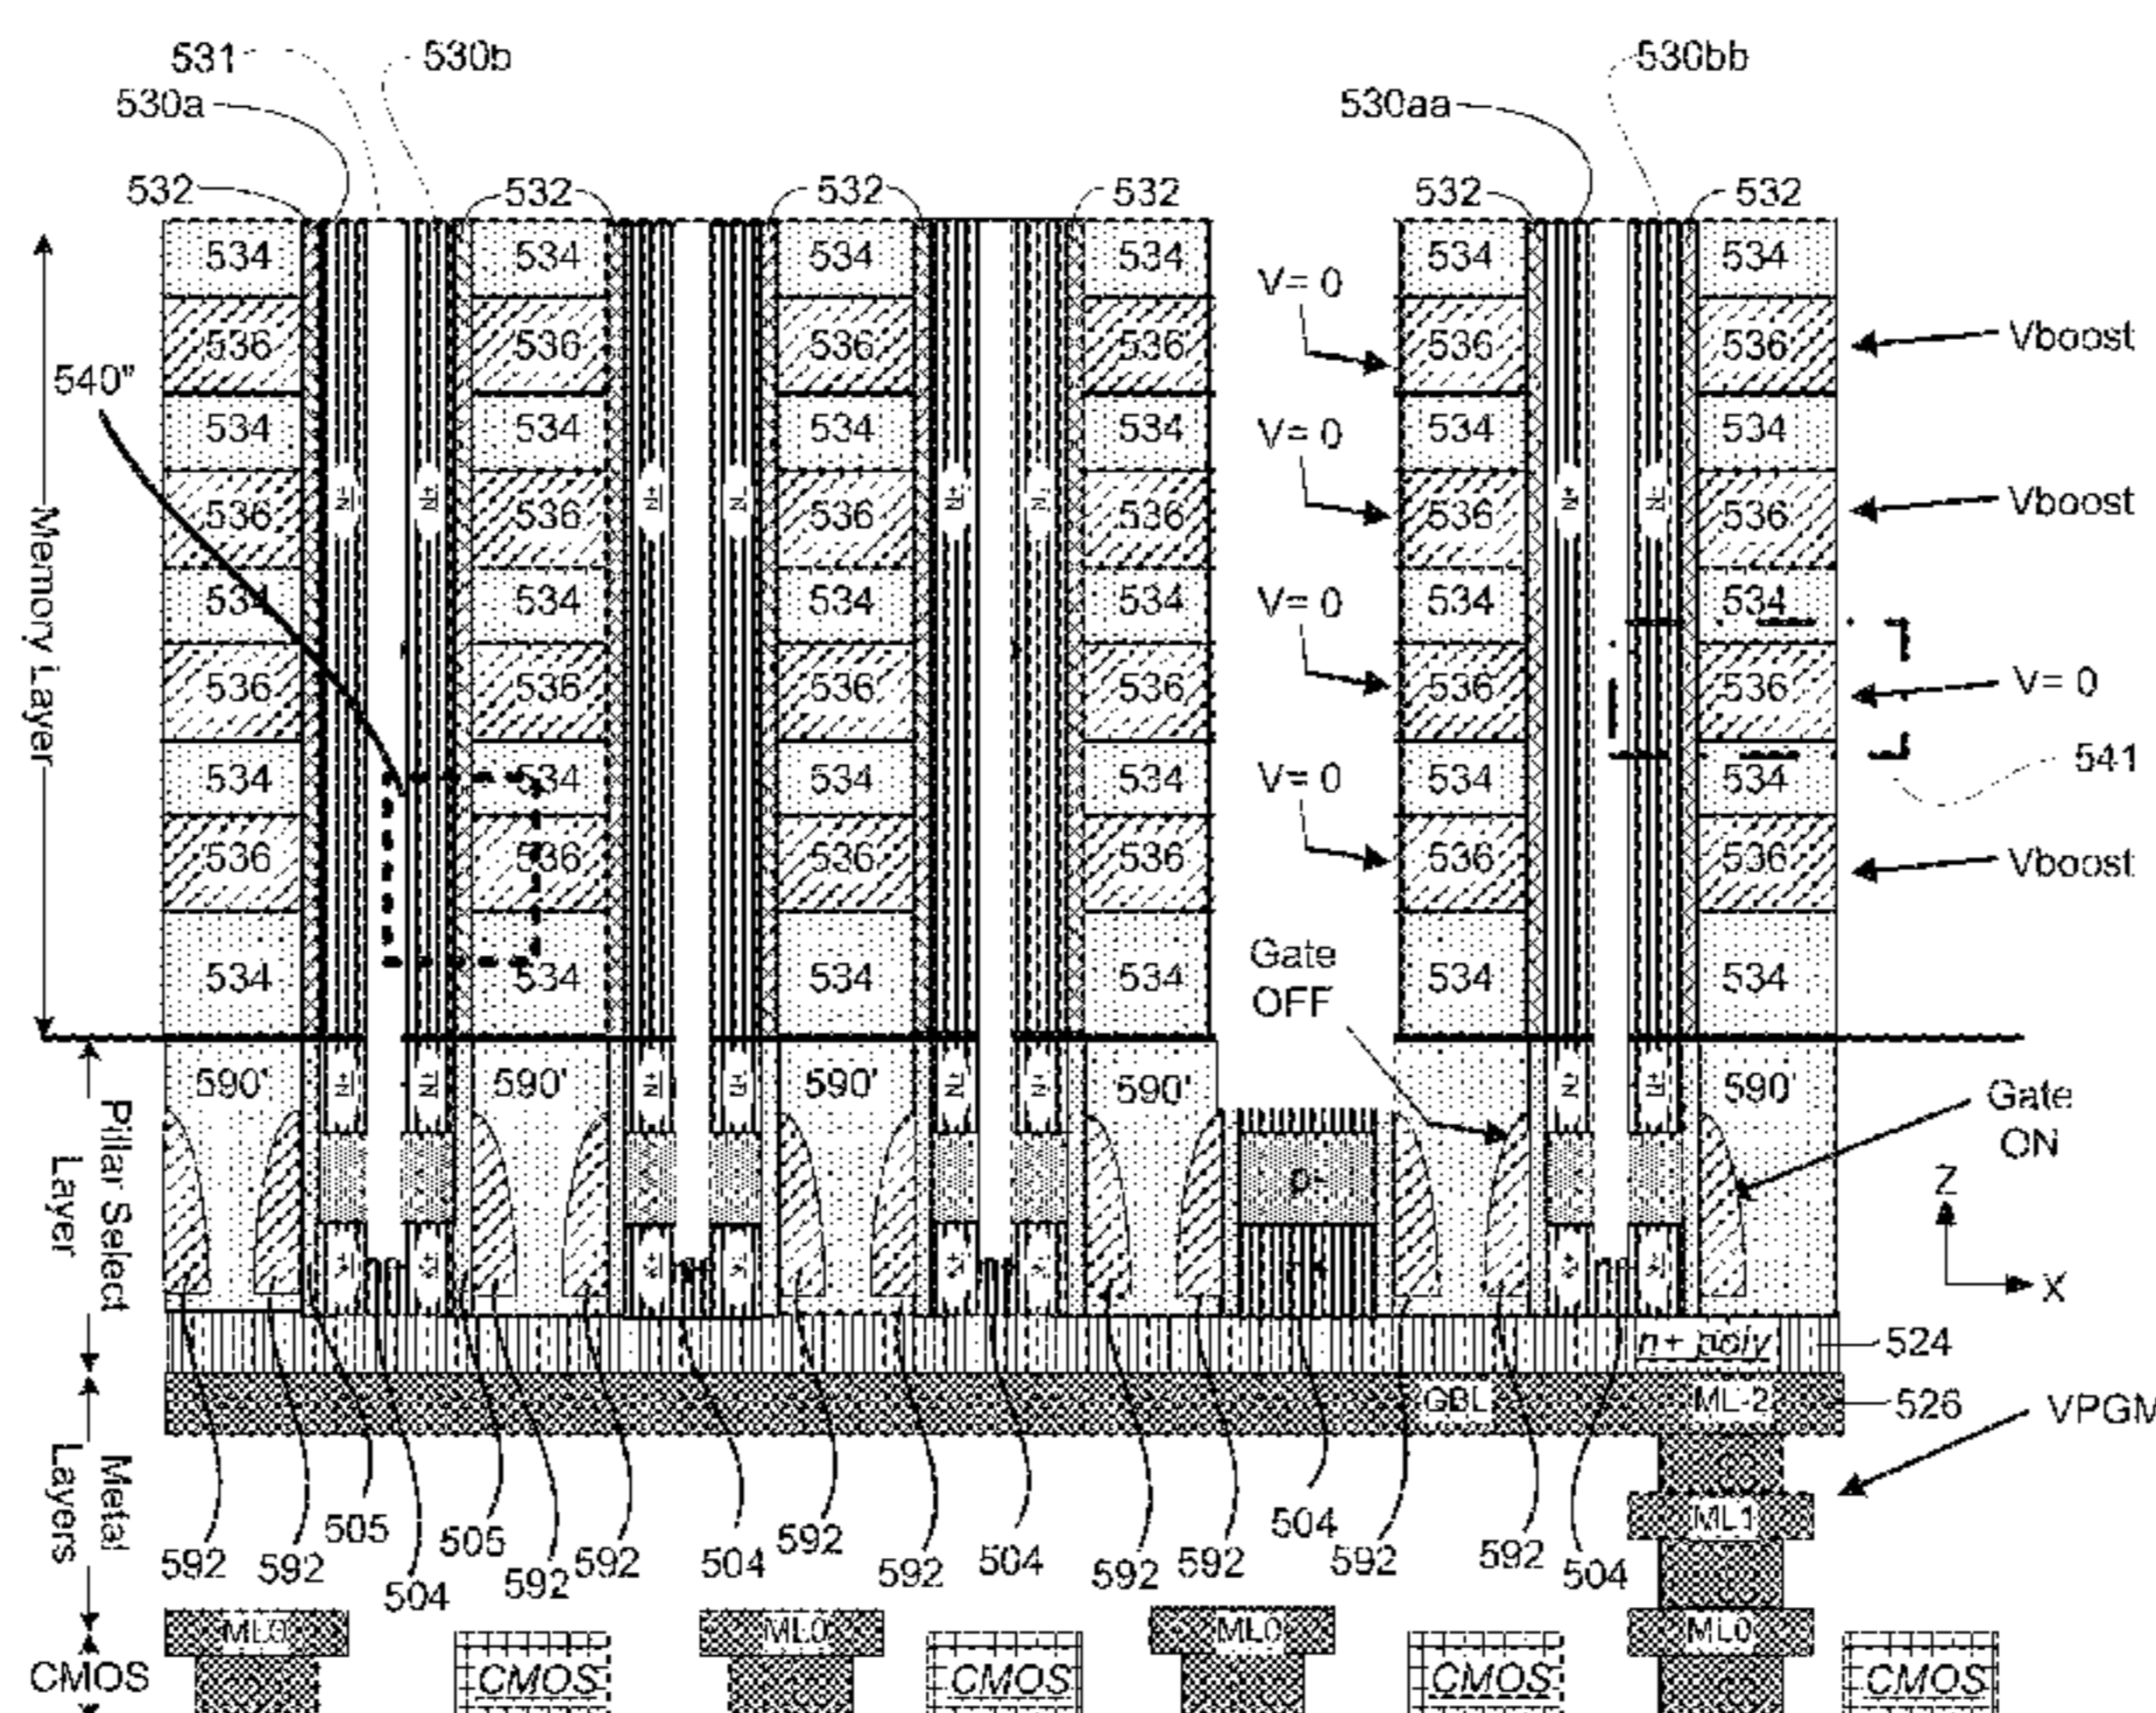 531 530b 530bb
530a 530aa
532 532 532 532 532 532
534 534 534 534 534 534
V= 0
536 536 536 536 536 536 Vboost
540"
534 534 534 534 534 534
V= 0
N+ N+ N+ N+ N+ N+ N+
536 536 536 536 536 536 Vboost
Memory Layer
534 534 534 534 534 534
V= 0
536 536 536 536 536 536 V= 0
541
534 534 534 534 534 534
V= 0
536 536 536 536 536 536 Vboost
Gate
OFF
534 534 534 534 534 534
590' 590' 590' 590' 590'
N+ N+ N+ N+ N+ N+ N+ N+
Gate
ON
Pillar Select
Layer
p-
Z
X
n+ poly 524
GBL ML-2 526
VPGM
Metal
Layers
ML1
505 505 504 592 504 504
592 592 592 592 592 592 592 592 592 504
504
ML0 ML0 ML0 ML0
CMOS CMOS CMOS CMOS CMOS